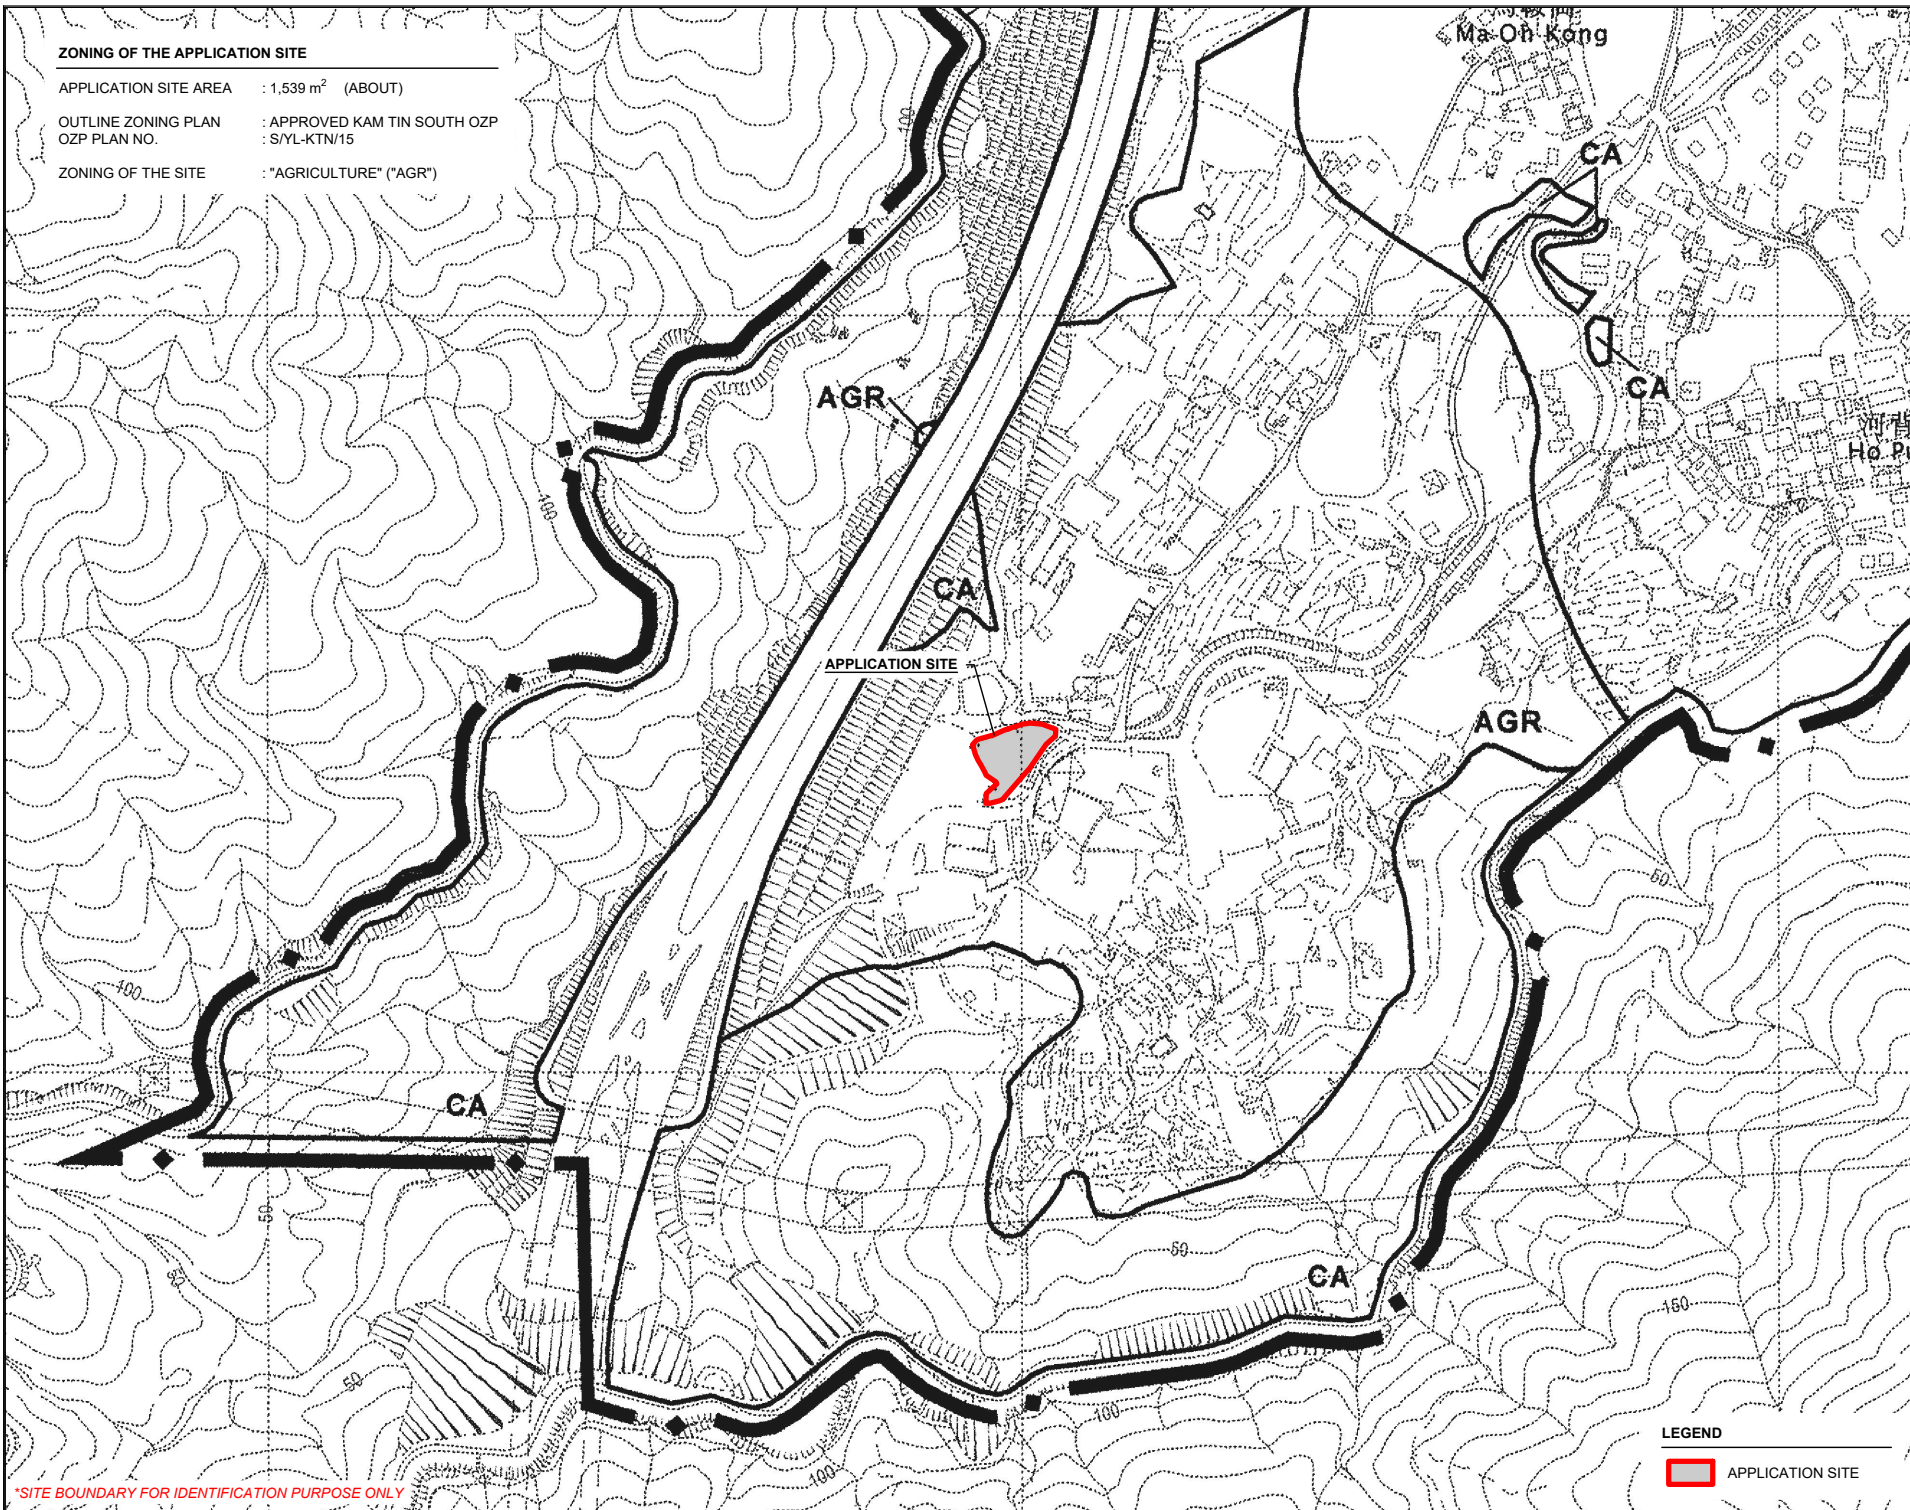 ZONING OF THE APPLICATION SITE
APPLICATION SITE AREA : 1,539 m² (ABOUT)
OUTLINE ZONING PLAN : APPROVED KAM TIN SOUTH OZP
OZP PLAN NO. : S/YL-KTN/15
ZONING OF THE SITE : "AGRICULTURE" ("AGR")
Ma On Kong
100
CA
AGR
CA
河背
Ho Pu
100
CA
APPLICATION SITE
AGR
50
100
CA
50
50
50
CA
150
50
100
100
LEGEND
APPLICATION SITE
*SITE BOUNDARY FOR IDENTIFICATION PURPOSE ONLY